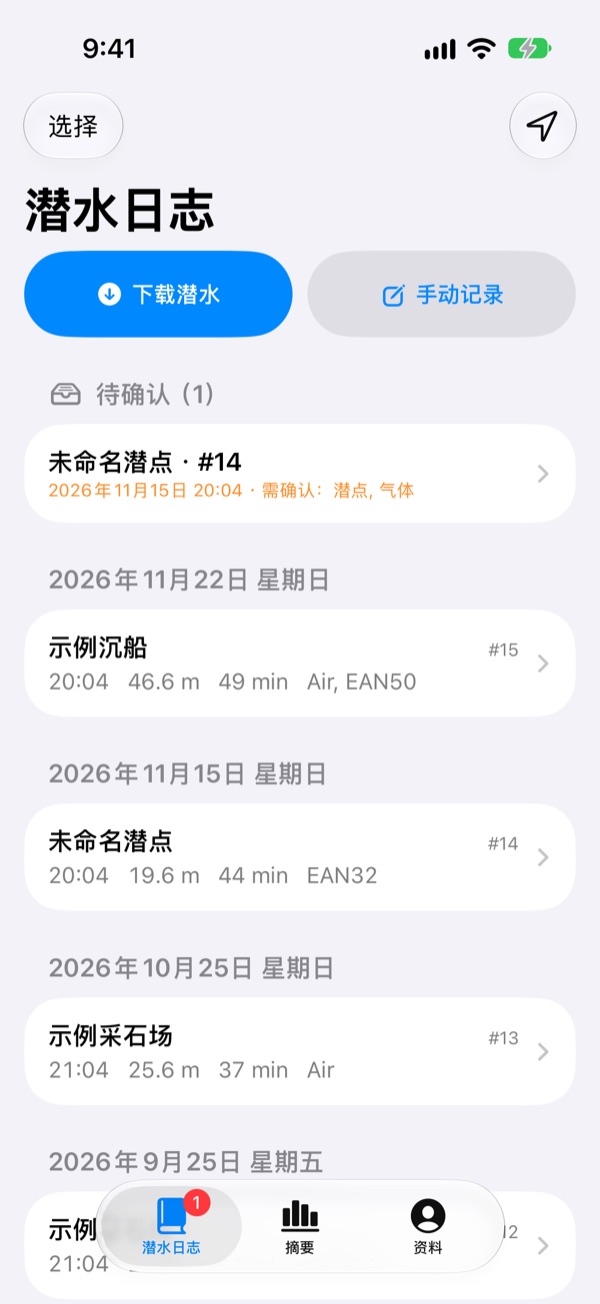 9:41
选择
潜水日志
下载潜水
手动记录
待确认 (1)
未命名潜点 · #14
2026年11月15日 20:04 · 需确认：潜点, 气体
2026年11月22日 星期日
示例沉船 #15
20:04 46.6 m 49 min Air, EAN50
2026年11月15日 星期日
未命名潜点 #14
20:04 19.6 m 44 min EAN32
2026年10月25日 星期日
示例采石场 #13
21:04 25.6 m 37 min Air
2026年9月25日 星期五
示例
21:04
1
潜水日志 摘要 资料